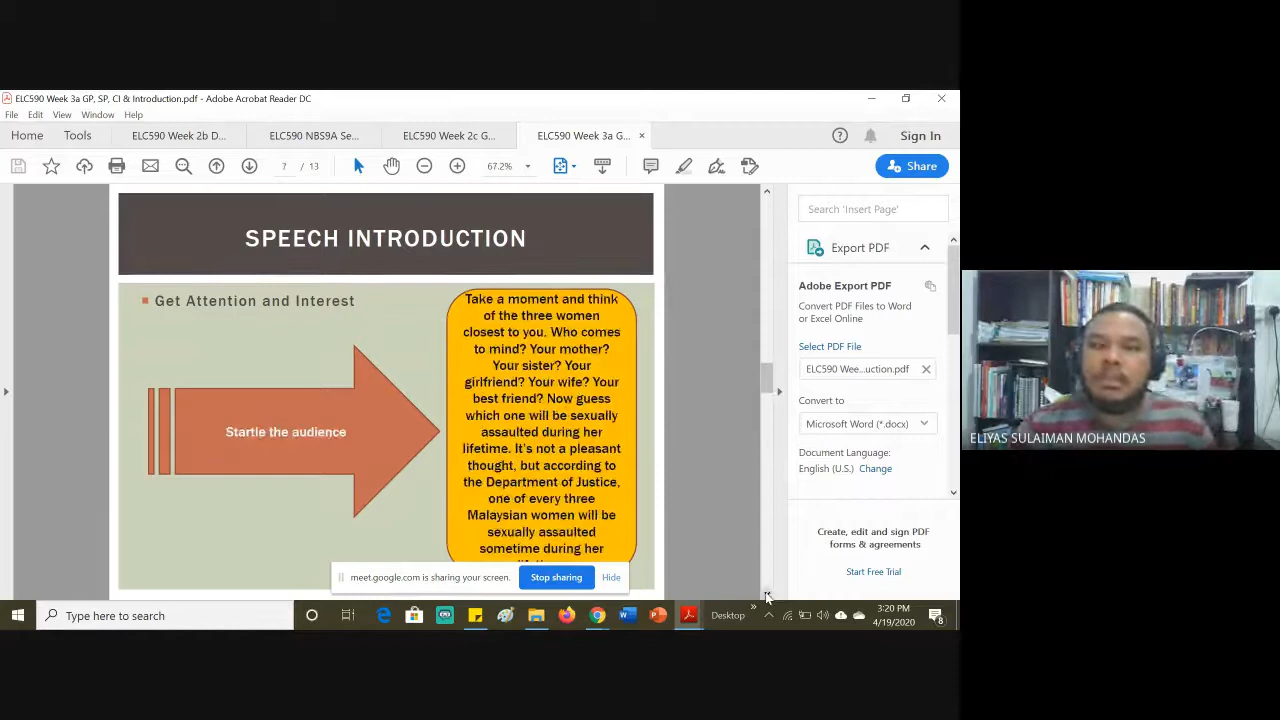 ELC590 Week 3a GP, SP, CI & Introduction.pdf - Adobe Acrobat Reader DC
File Edit View Window Help
Home Tools ELC590 Week 2b D... ELC590 NBS9A Se... ELC590 Week 2c G... ELC590 Week 3a G... × Sign In
7 / 13 67.2% Share
SPEECH INTRODUCTION
Get Attention and Interest
Startle the audience
Take a moment and think
of the three women
closest to you. Who comes
to mind? Your mother?
Your sister? Your
girlfriend? Your wife? Your
best friend? Now guess
which one will be sexually
assaulted during her
lifetime. It's not a pleasant
thought, but according to
the Department of Justice,
one of every three
Malaysian women will be
sexually assaulted
sometime during her
Search 'Insert Page'
Export PDF
Adobe Export PDF
Convert PDF Files to Word
or Excel Online
Select PDF File
ELC590 Wee...uction.pdf
Convert to
Microsoft Word (*.docx)
Document Language:
English (U.S.) Change
Create, edit and sign PDF
forms & agreements
Start Free Trial
meet.google.com is sharing your screen. Stop sharing Hide
Type here to search
Desktop
3:20 PM
4/19/2020
8
ELIYAS SULAIMAN MOHANDAS